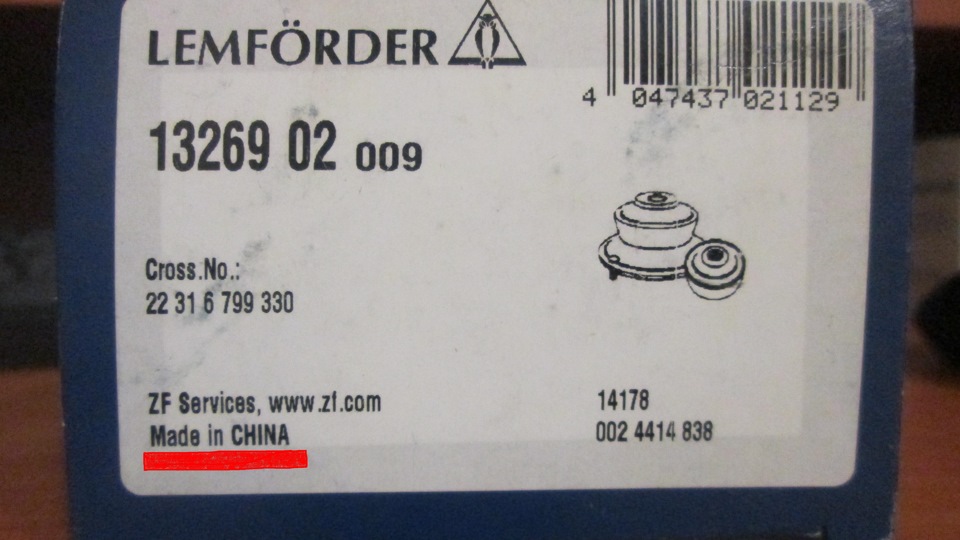 LEMFÖRDER
4 047437 021129
13269 02 009
Cross.No.:
22 31 6 799 330
ZF Services, www.zf.com
Made in CHINA
14178
002 4414 838